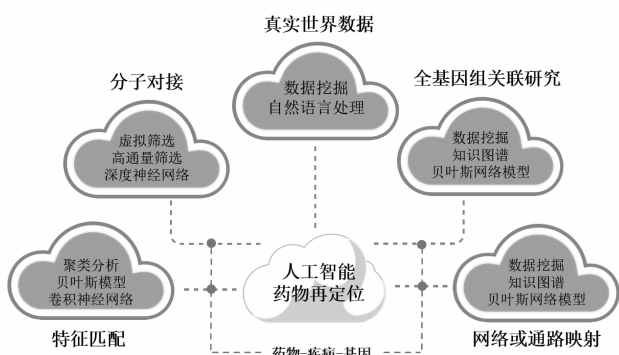 真实世界数据
数据挖掘
自然语言处理
分子对接
虚拟筛选
高通量筛选
深度神经网络
全基因组关联研究
数据挖掘
知识图谱
贝叶斯网络模型
聚类分析
贝叶斯模型
卷积神经网络
特征匹配
人工智能
药物再定位
数据挖掘
知识图谱
贝叶斯网络模型
网络或通路映射
药物-疾病-基因